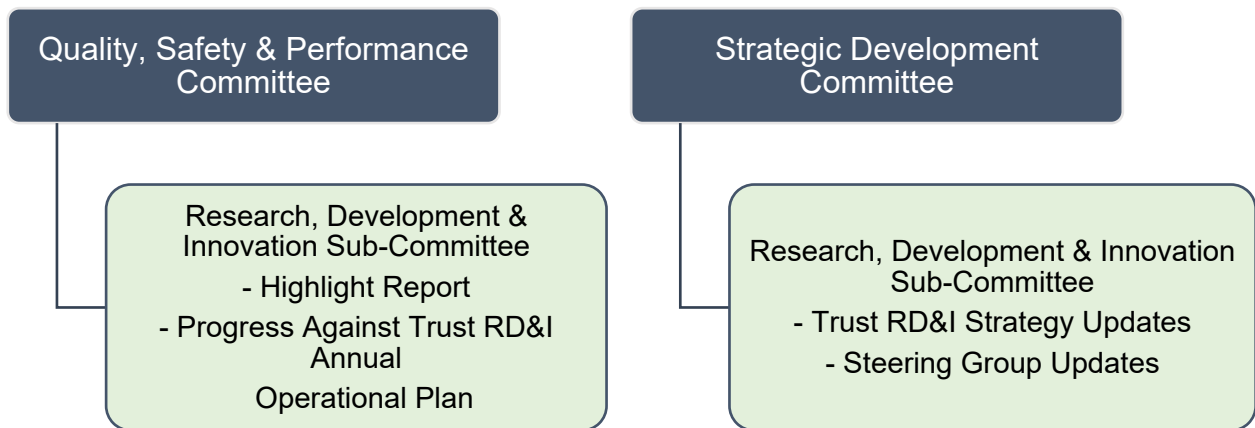 Quality, Safety & Performance
Committee
Research, Development &
Innovation Sub-Committee
- Highlight Report
- Progress Against Trust RD&I
Annual
Operational Plan
Strategic Development
Committee
Research, Development & Innovation
Sub-Committee
- Trust RD&I Strategy Updates
- Steering Group Updates